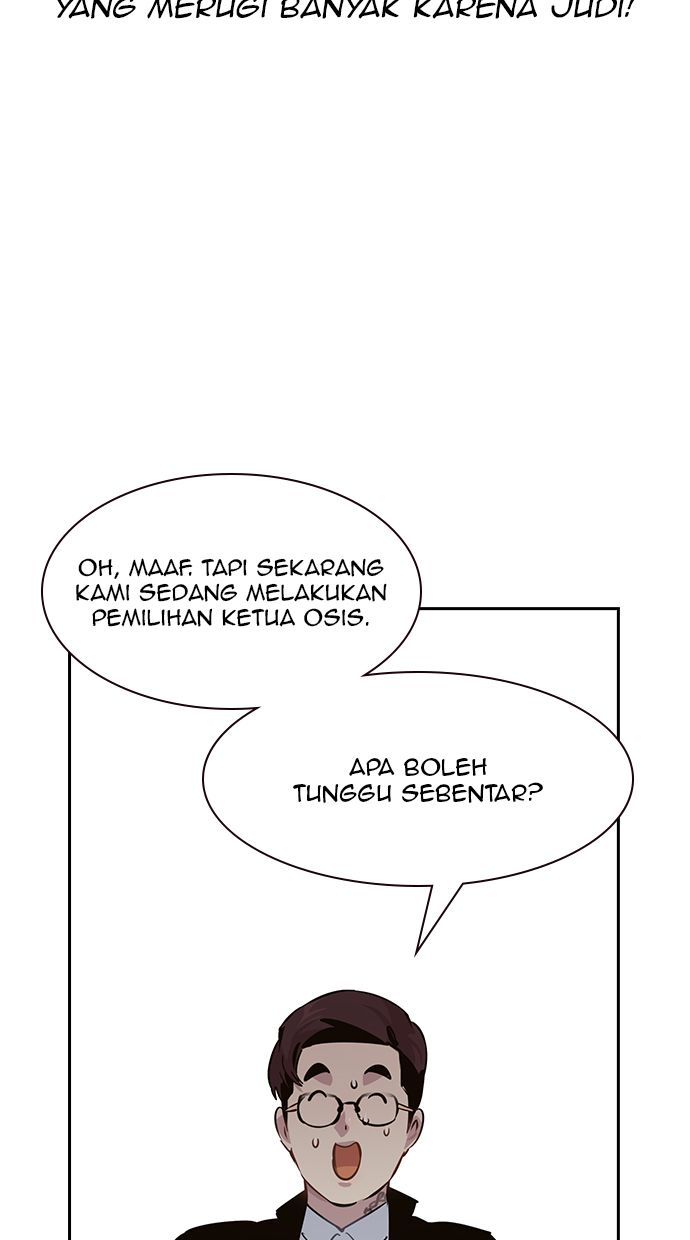 YANG MERUGI BANYAK KARENA JUDI!
OH, MAAF. TAPI SEKARANG
KAMI SEDANG MELAKUKAN
PEMILIHAN KETUA OSIS.
APA BOLEH
TUNGGU SEBENTAR?